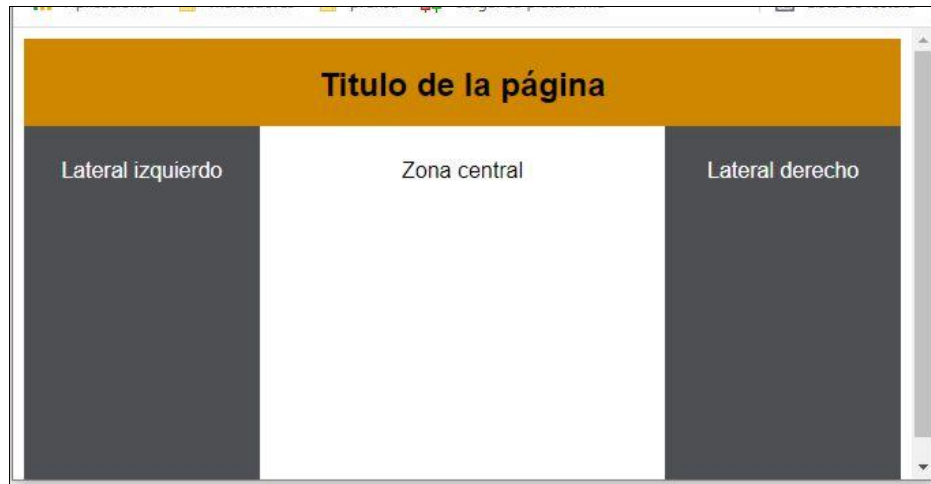 Titulo de la página
Lateral izquierdo
Zona central
Lateral derecho